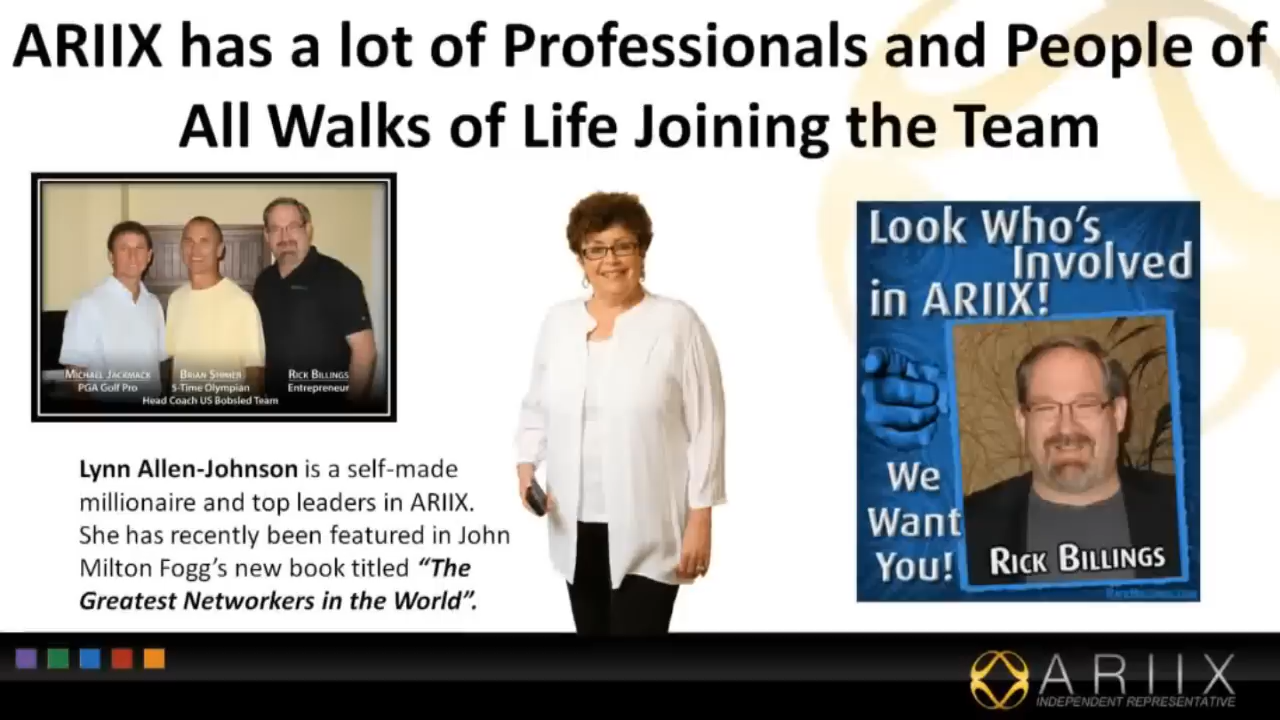 ARIIX has a lot of Professionals and People of
All Walks of Life Joining the Team
MICHAEL JACKMACK
PGA Golf Pro
BRIAN SHIMER
5-Time Olympian
RICK BILLINGS
Entrepreneur
Head Coach US Bobsled Team
Lynn Allen-Johnson is a self-made
millionaire and top leaders in ARIIX.
She has recently been featured in John
Milton Fogg's new book titled “The
Greatest Networkers in the World”.
Look Who's
Involved
in ARIIX!
We
Want
You!
RICK BILLINGS
RickBillings.com
ARIIX
INDEPENDENT REPRESENTATIVE